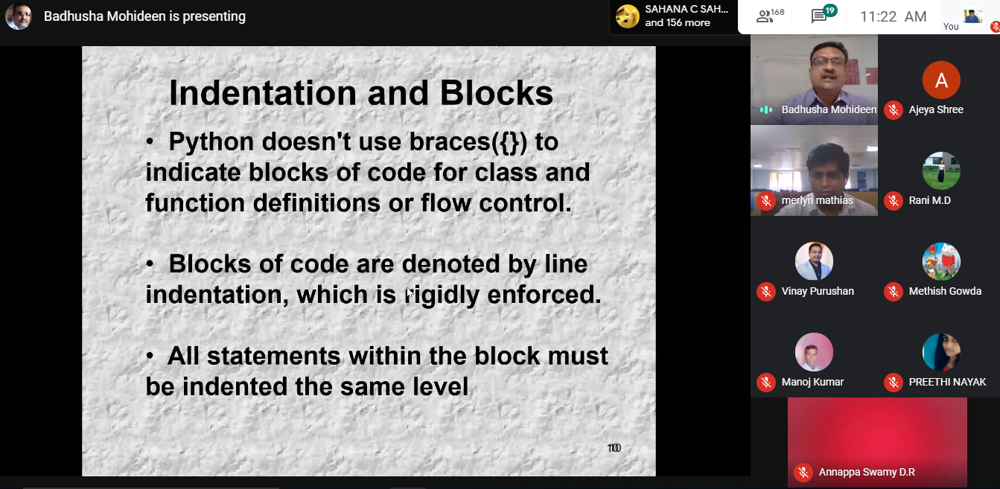 Badhusha Mohideen is presenting
SAHANA C SAH...
and 156 more
168
19
11:22 AM
You
Indentation and Blocks
• Python doesn't use braces({}) to
indicate blocks of code for class and
function definitions or flow control.
• Blocks of code are denoted by line
indentation, which is rigidly enforced.
• All statements within the block must
be indented the same level
Badhusha Mohideen
A
Ajeya Shree
merlyn mathias
Rani M.D
Vinay Purushan
Methish Gowda
Manoj Kumar
PREETHI NAYAK
Annappa Swamy D.R